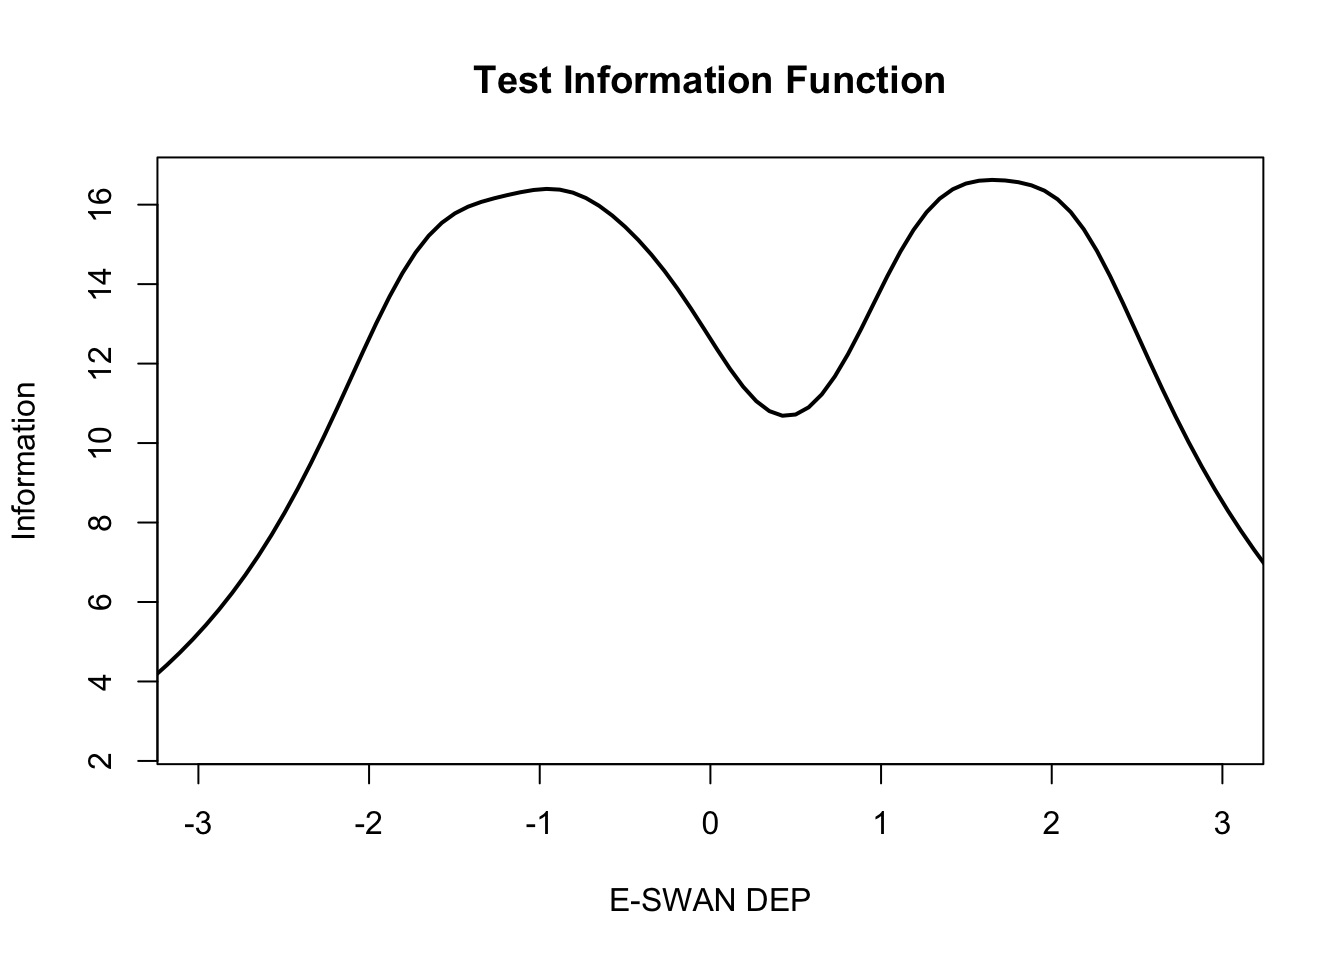 Test Information Function
Information
16
14
12
10
8
6
4
2
-3 -2 -1 0 1 2 3
E-SWAN DEP